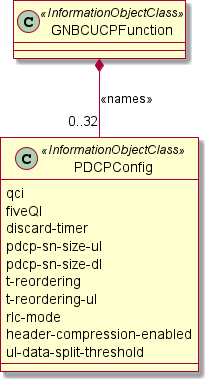 C
<<InformationObjectClass>>
GNBCUCPFunction
<<names>>
0..32
C
<<InformationObjectClass>>
PDCPConfig
qci
fiveQI
discard-timer
pdcp-sn-size-ul
pdcp-sn-size-dl
t-reordering
t-reordering-ul
rlc-mode
header-compression-enabled
ul-data-split-threshold